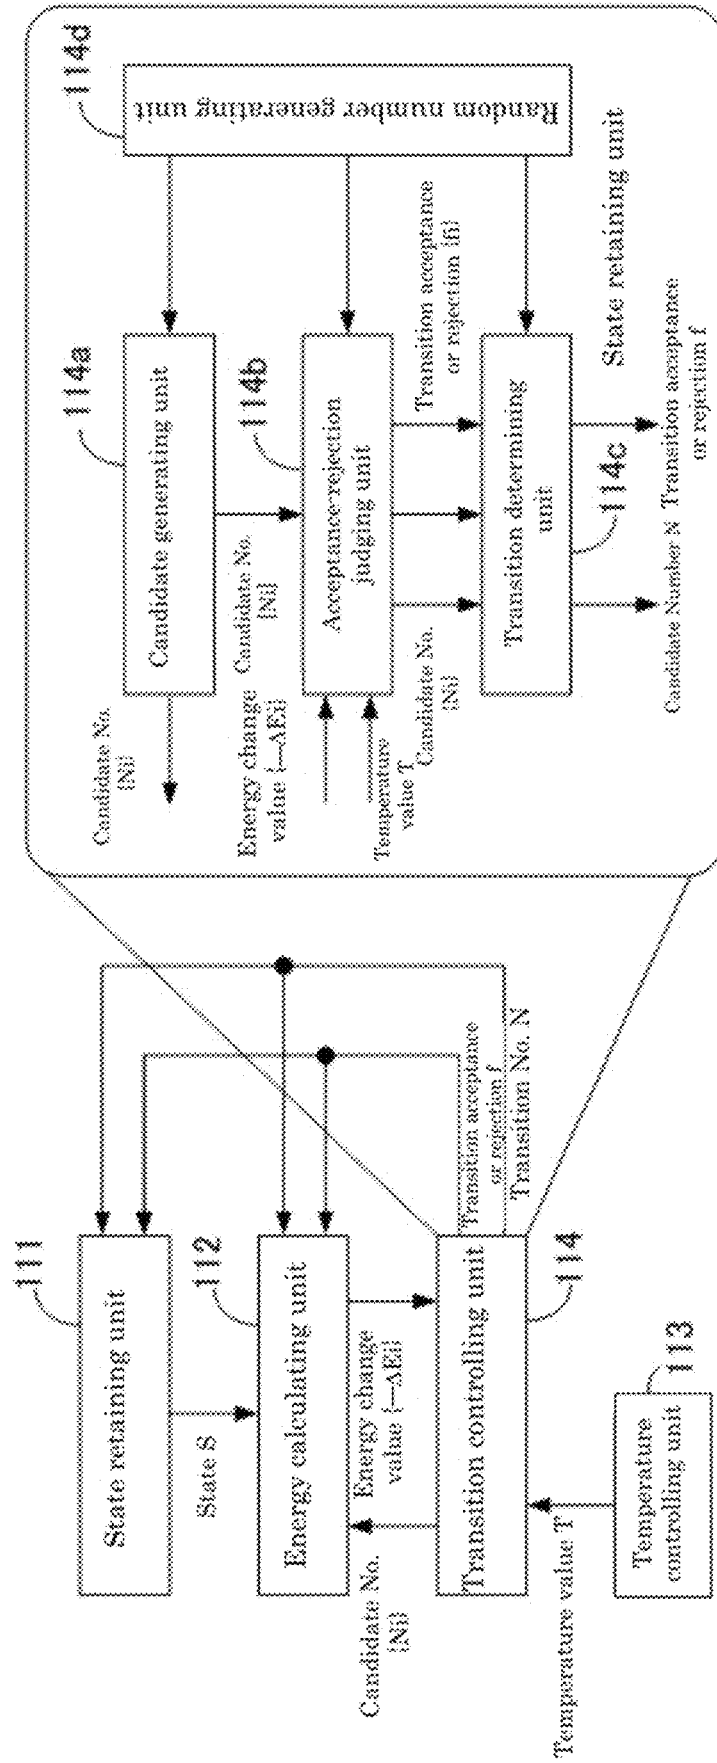 111
State retaining unit
State S
112
Energy calculating unit
Candidate No.
{Ni}
Energy change
value {—ΔEi}
Transition controlling unit
114
Transition acceptance
or rejection f
Transition No. N
Temperature value T
Temperature
controlling unit
113
114d
Random number generating unit
114a
Candidate generating unit
Candidate No.
{Ni}
Candidate No.
{Ni}
114b
Energy change
value {—ΔEi}
Acceptance-rejection
judging unit
Temperature
value T
Candidate No.
{Ni}
Transition acceptance
or rejection {fi}
Transition determining
unit
114c
State retaining unit
Candidate Number N
Transition acceptance
or rejection f